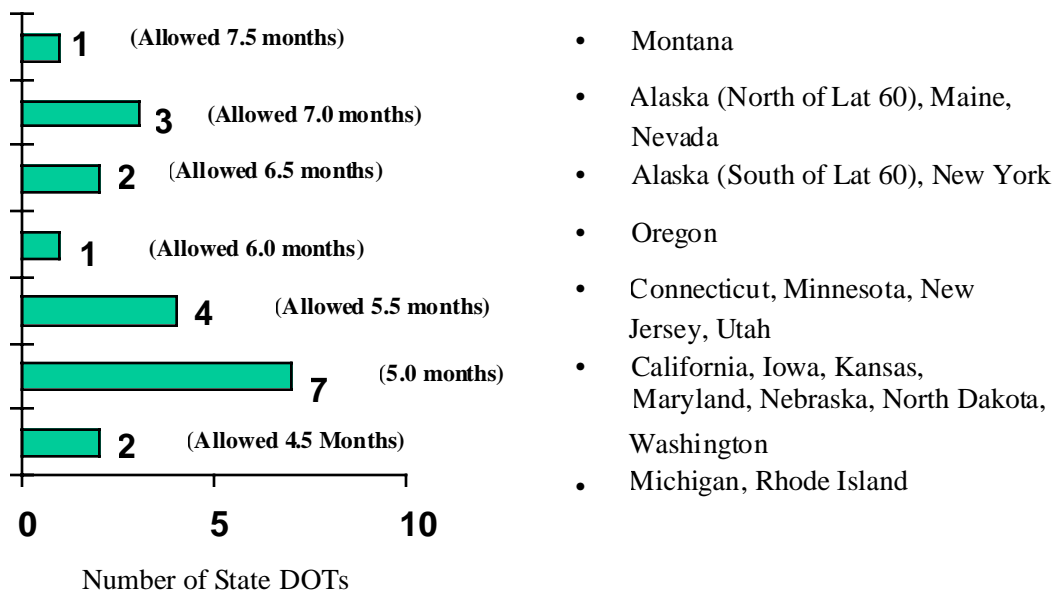 1 (Allowed 7.5 months)
• Montana
3 (Allowed 7.0 months)
• Alaska (North of Lat 60), Maine,
Nevada
2 (Allowed 6.5 months)
• Alaska (South of Lat 60), New York
1 (Allowed 6.0 months)
• Oregon
4 (Allowed 5.5 months)
• Connecticut, Minnesota, New
Jersey, Utah
7 (5.0 months)
• California, Iowa, Kansas,
Maryland, Nebraska, North Dakota,
Washington
2 (Allowed 4.5 Months)
• Michigan, Rhode Island
0 5 10
Number of State DOTs